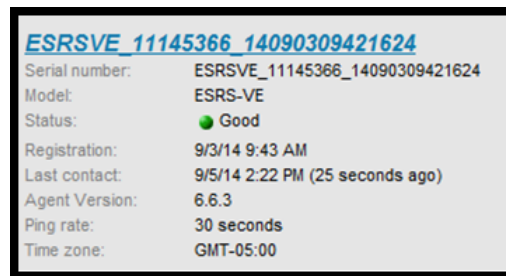 ESRSVE_11145366_14090309421624
Serial number: ESRSVE_11145366_14090309421624
Model: ESRS-VE
Status: Good
Registration: 9/3/14 9:43 AM
Last contact: 9/5/14 2:22 PM (25 seconds ago)
Agent Version: 6.6.3
Ping rate: 30 seconds
Time zone: GMT-05:00